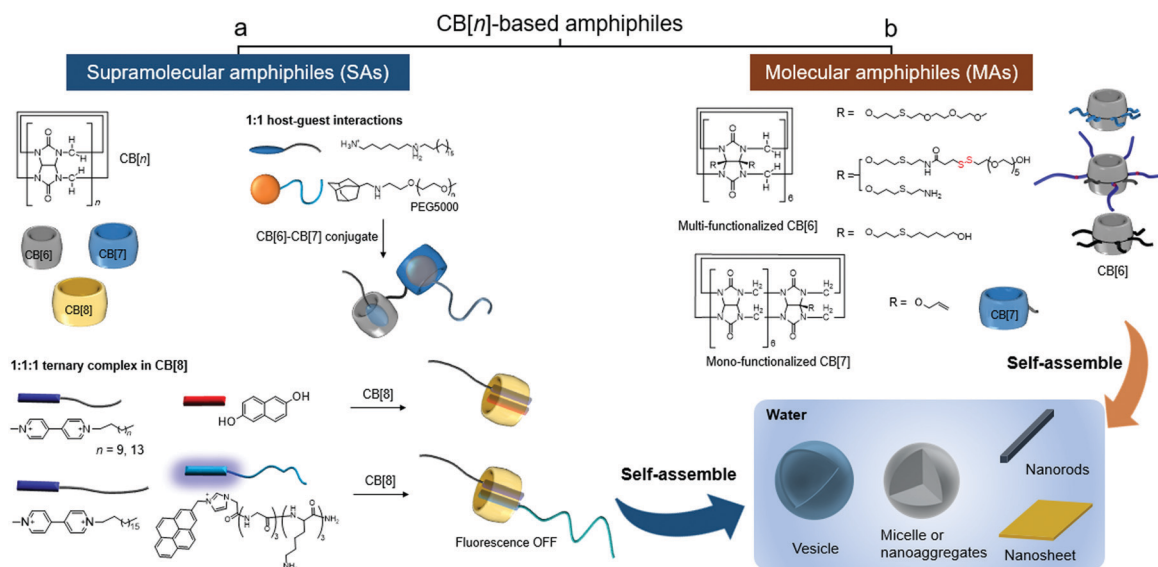 CB[n]-based amphiphiles
a
b
Supramolecular amphiphiles (SAs)
Molecular amphiphiles (MAs)
CB[n]
CB[6]
CB[7]
CB[8]
1:1 host-guest interactions
PEG5000
CB[6]-CB[7] conjugate
1:1:1 ternary complex in CB[8]
n = 9, 13
CB[8]
CB[8]
Fluorescence OFF
Self-assemble
Multi-functionalized CB[6]
Mono-functionalized CB[7]
R =
R =
R =
R =
CB[6]
CB[7]
Self-assemble
Water
Vesicle
Micelle or
nanoaggregates
Nanorods
Nanosheet